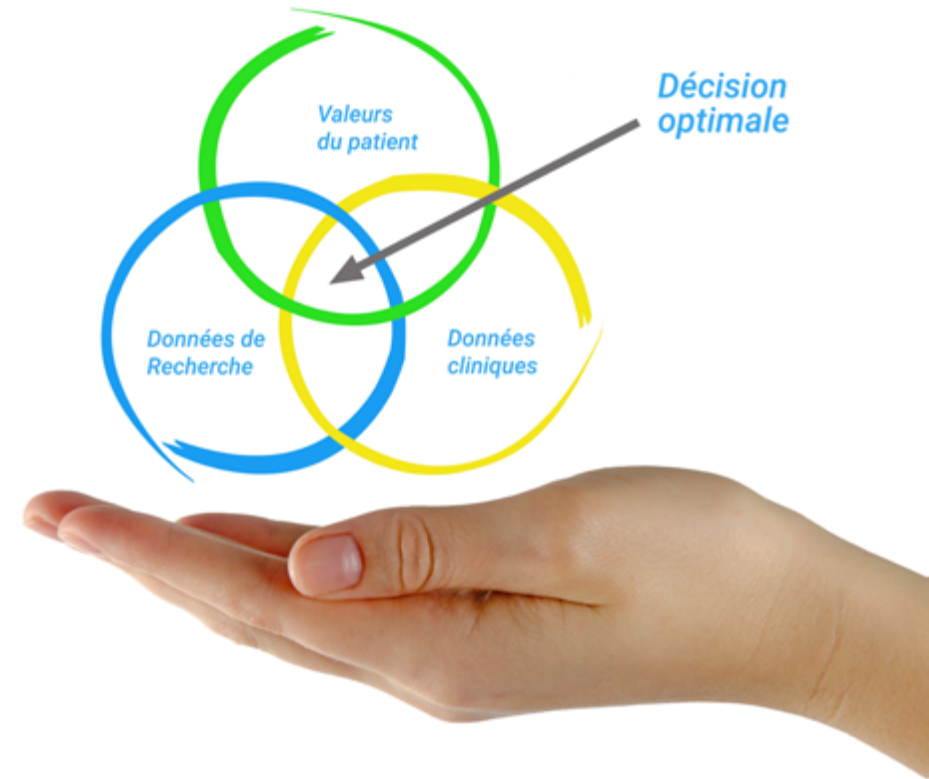 Valeurs
du patient
Décision
optimale
Données de
Recherche
Données
cliniques